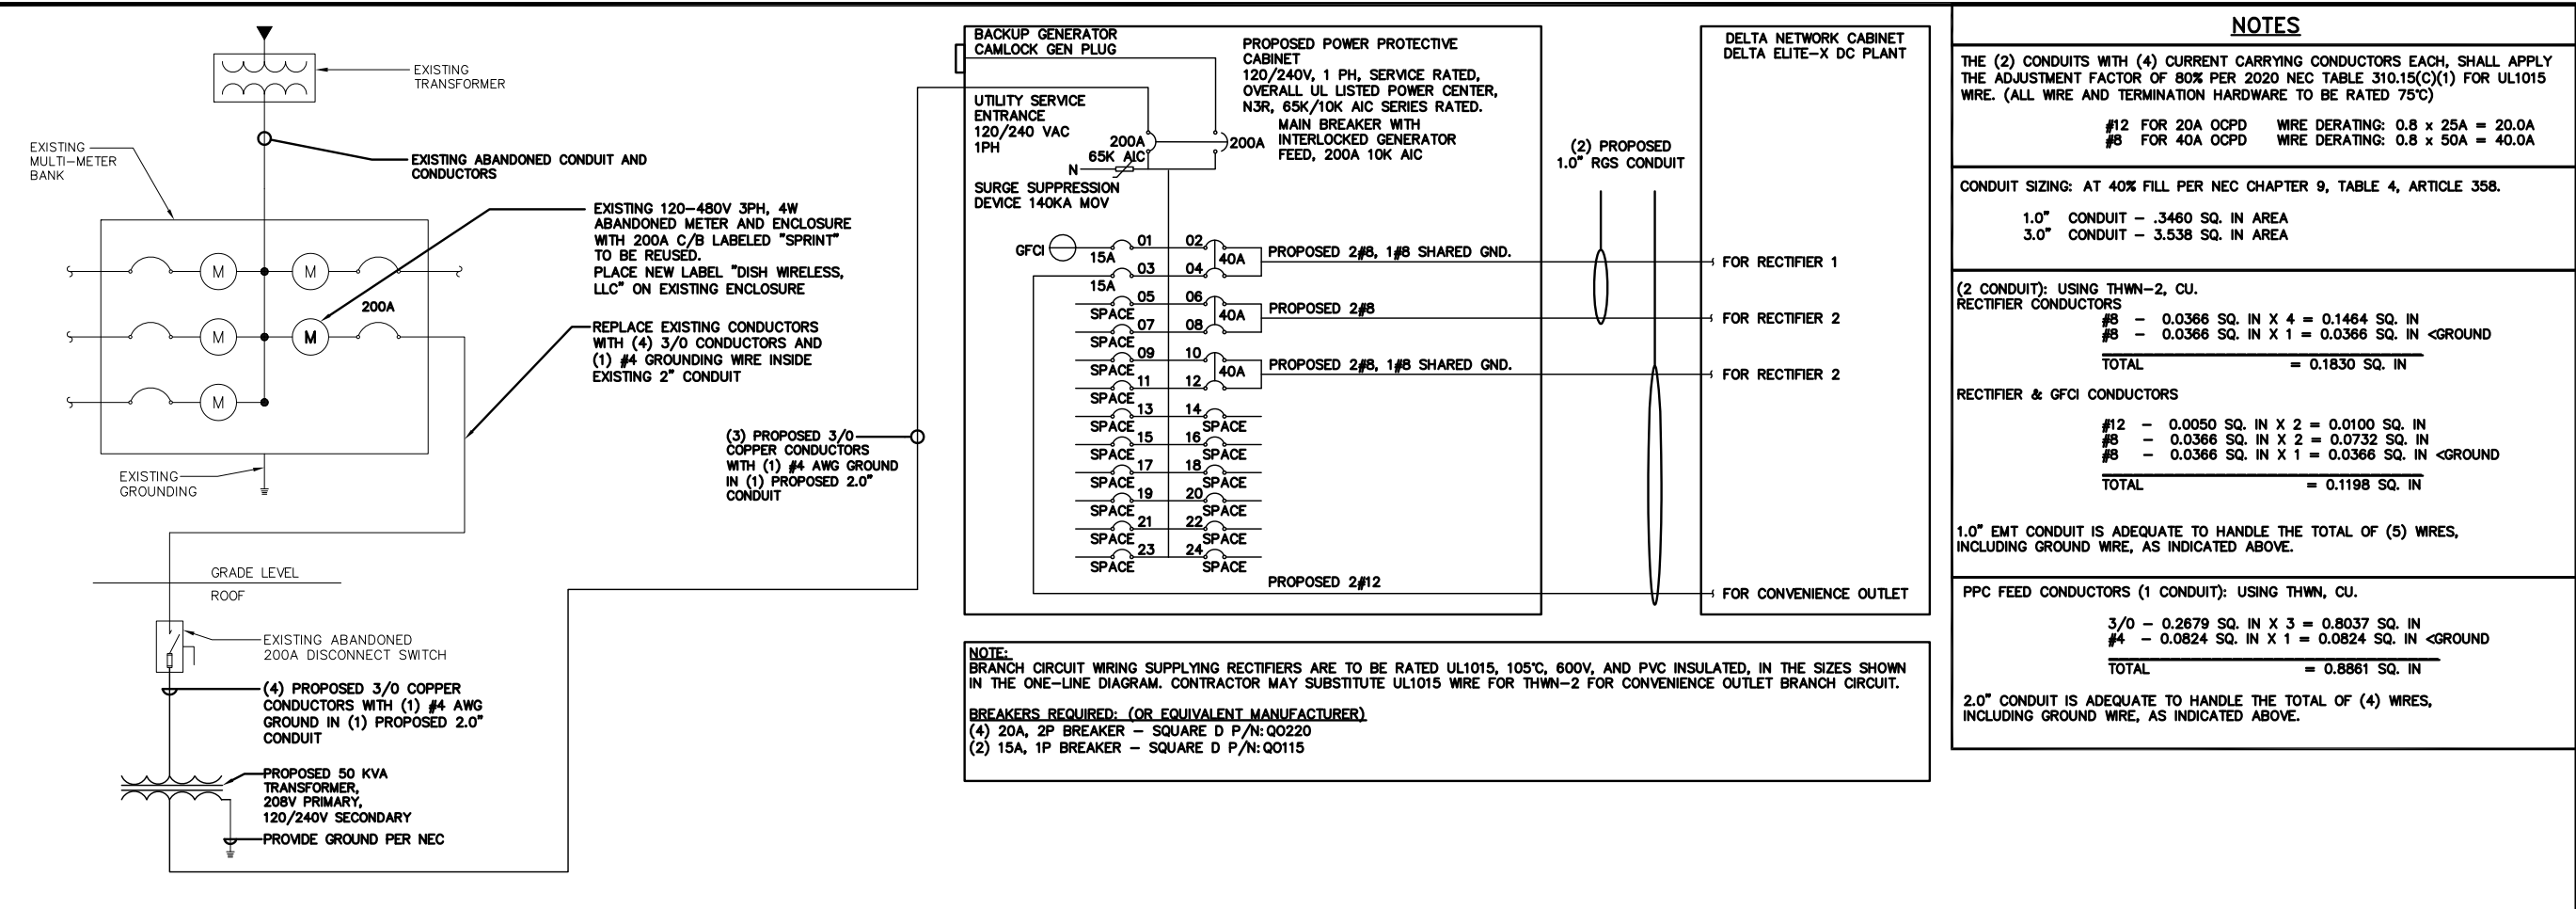 EXISTING
TRANSFORMER
EXISTING
MULTI-METER
BANK
EXISTING ABANDONED CONDUIT AND
CONDUCTORS
EXISTING 120-480V 3PH, 4W
ABANDONED METER AND ENCLOSURE
WITH 200A C/B LABELED "SPRINT"
TO BE REUSED.
PLACE NEW LABEL "DISH WIRELESS,
LLC" ON EXISTING ENCLOSURE
M
M
200A
M
M
M
REPLACE EXISTING CONDUCTORS
WITH (4) 3/0 CONDUCTORS AND
(1) #4 GROUNDING WIRE INSIDE
EXISTING 2" CONDUIT
EXISTING
GROUNDING
(3) PROPOSED 3/0
COPPER CONDUCTORS
WITH (1) #4 AWG GROUND
IN (1) PROPOSED 2.0"
CONDUIT
GRADE LEVEL
ROOF
EXISTING ABANDONED
200A DISCONNECT SWITCH
(4) PROPOSED 3/0 COPPER
CONDUCTORS WITH (1) #4 AWG
GROUND IN (1) PROPOSED 2.0"
CONDUIT
PROPOSED 50 KVA
TRANSFORMER,
208V PRIMARY,
120/240V SECONDARY
PROVIDE GROUND PER NEC
BACKUP GENERATOR
CAMLOCK GEN PLUG
PROPOSED POWER PROTECTIVE
CABINET
120/240V, 1 PH, SERVICE RATED,
OVERALL UL LISTED POWER CENTER,
N3R, 65K/10K AIC SERIES RATED.
MAIN BREAKER WITH
INTERLOCKED GENERATOR
FEED, 200A 10K AIC
UTILITY SERVICE
ENTRANCE
120/240 VAC
1PH
200A
65K AIC
200A
N
SURGE SUPPRESSION
DEVICE 140KA MOV
GFCI
01 02
15A 40A
PROPOSED 2#8, 1#8 SHARED GND.
03 04
15A
05 06
SPACE 40A
PROPOSED 2#8
07 08
SPACE
09 10
SPACE 40A
PROPOSED 2#8, 1#8 SHARED GND.
11 12
SPACE
13 14
SPACE SPACE
15 16
SPACE SPACE
17 18
SPACE SPACE
19 20
SPACE SPACE
21 22
SPACE SPACE
23 24
SPACE SPACE
PROPOSED 2#12
(2) PROPOSED
1.0" RGS CONDUIT
DELTA NETWORK CABINET
DELTA ELITE-X DC PLANT
FOR RECTIFIER 1
FOR RECTIFIER 2
FOR RECTIFIER 2
FOR CONVENIENCE OUTLET
NOTE:
BRANCH CIRCUIT WIRING SUPPLYING RECTIFIERS ARE TO BE RATED UL1015, 105°C, 600V, AND PVC INSULATED, IN THE SIZES SHOWN
IN THE ONE-LINE DIAGRAM. CONTRACTOR MAY SUBSTITUTE UL1015 WIRE FOR THWN-2 FOR CONVENIENCE OUTLET BRANCH CIRCUIT.
BREAKERS REQUIRED: (OR EQUIVALENT MANUFACTURER)
(4) 20A, 2P BREAKER - SQUARE D P/N:QO220
(2) 15A, 1P BREAKER - SQUARE D P/N:QO115
NOTES
THE (2) CONDUITS WITH (4) CURRENT CARRYING CONDUCTORS EACH, SHALL APPLY
THE ADJUSTMENT FACTOR OF 80% PER 2020 NEC TABLE 310.15(C)(1) FOR UL1015
WIRE. (ALL WIRE AND TERMINATION HARDWARE TO BE RATED 75°C)
#12 FOR 20A OCPD WIRE DERATING: 0.8 x 25A = 20.0A
#8 FOR 40A OCPD WIRE DERATING: 0.8 x 50A = 40.0A
CONDUIT SIZING: AT 40% FILL PER NEC CHAPTER 9, TABLE 4, ARTICLE 358.
1.0" CONDUIT - .3460 SQ. IN AREA
3.0" CONDUIT - 3.538 SQ. IN AREA
(2 CONDUIT): USING THWN-2, CU.
RECTIFIER CONDUCTORS
#8 - 0.0366 SQ. IN X 4 = 0.1464 SQ. IN
#8 - 0.0366 SQ. IN X 1 = 0.0366 SQ. IN <GROUND
TOTAL = 0.1830 SQ. IN
RECTIFIER & GFCI CONDUCTORS
#12 - 0.0050 SQ. IN X 2 = 0.0100 SQ. IN
#8 - 0.0366 SQ. IN X 2 = 0.0732 SQ. IN
#8 - 0.0366 SQ. IN X 1 = 0.0366 SQ. IN <GROUND
TOTAL = 0.1198 SQ. IN
1.0" EMT CONDUIT IS ADEQUATE TO HANDLE THE TOTAL OF (5) WIRES,
INCLUDING GROUND WIRE, AS INDICATED ABOVE.
PPC FEED CONDUCTORS (1 CONDUIT): USING THWN, CU.
3/0 - 0.2679 SQ. IN X 3 = 0.8037 SQ. IN
#4 - 0.0824 SQ. IN X 1 = 0.0824 SQ. IN <GROUND
TOTAL = 0.8861 SQ. IN
2.0" CONDUIT IS ADEQUATE TO HANDLE THE TOTAL OF (4) WIRES,
INCLUDING GROUND WIRE, AS INDICATED ABOVE.